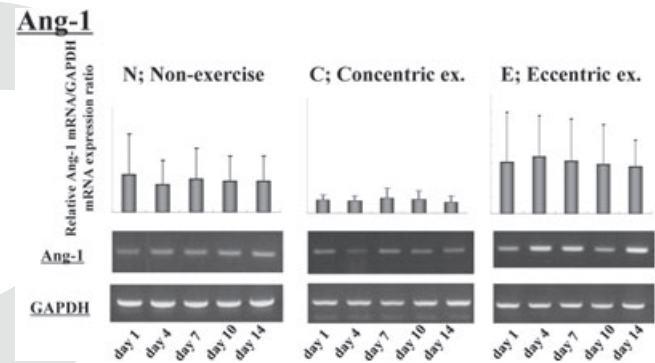 Ang-1
N; Non-exercise
C; Concentric ex.
E; Eccentric ex.
Relative Ang-1 mRNA/GAPDH
mRNA expression ratio
Ang-1
GAPDH
day 1 day 4 day 7 day 10 day 14
day 1 day 4 day 7 day 10 day 14
day 1 day 4 day 7 day 10 day 14